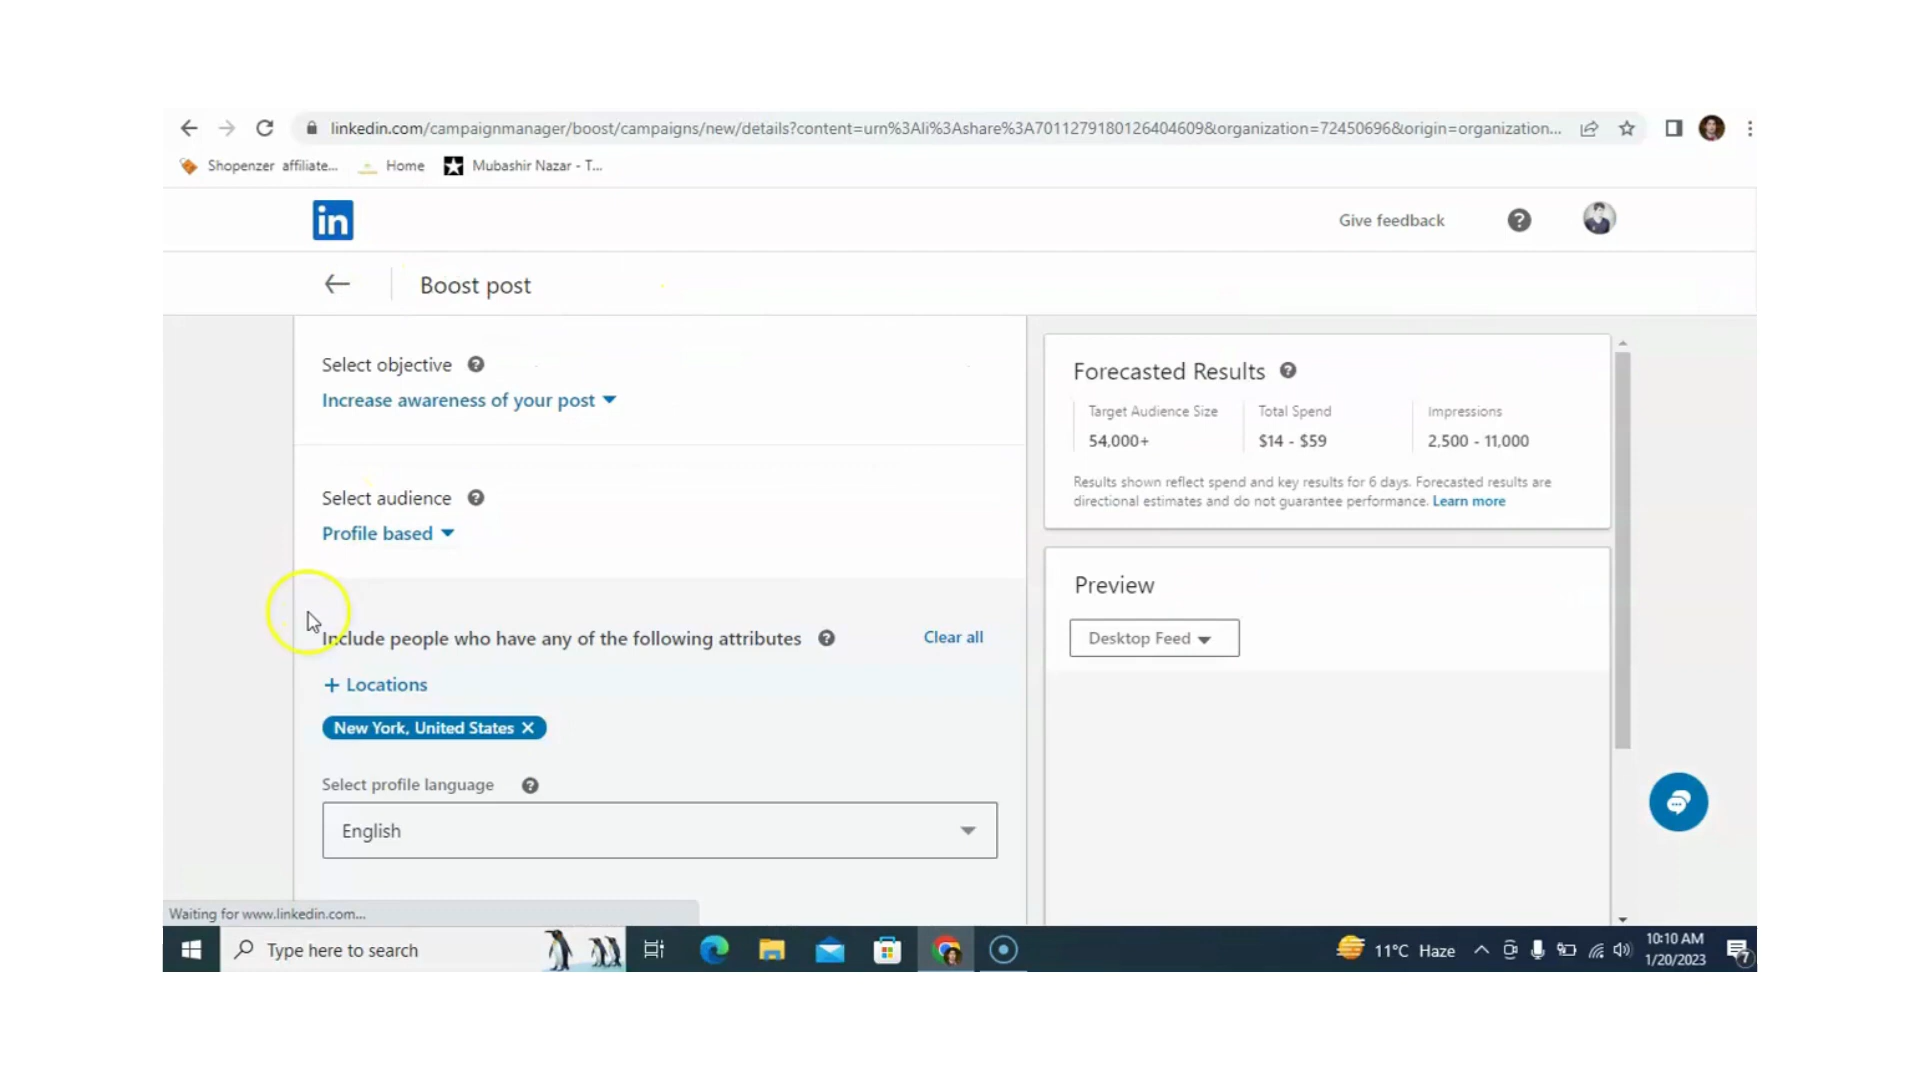 linkedin.com/campaignmanager/boost/campaigns/new/details?content=urn%3Ali%3Ashare%3A7011279180126404609&organization=72450696&origin=organization...
Shopenzer affiliate... Home Mubashir Nazar - T...
in Give feedback ?
Boost post
Select objective ?
Increase awareness of your post
Select audience ?
Profile based
Include people who have any of the following attributes ? Clear all
+ Locations
New York, United States ×
Select profile language ?
English
Forecasted Results ?
Target Audience Size Total Spend Impressions
54,000+ $14 - $59 2,500 - 11,000
Results shown reflect spend and key results for 6 days. Forecasted results are
directional estimates and do not guarantee performance. Learn more
Preview
Desktop Feed
Waiting for www.linkedin.com...
Type here to search 11°C Haze 10:10 AM
1/20/2023 7